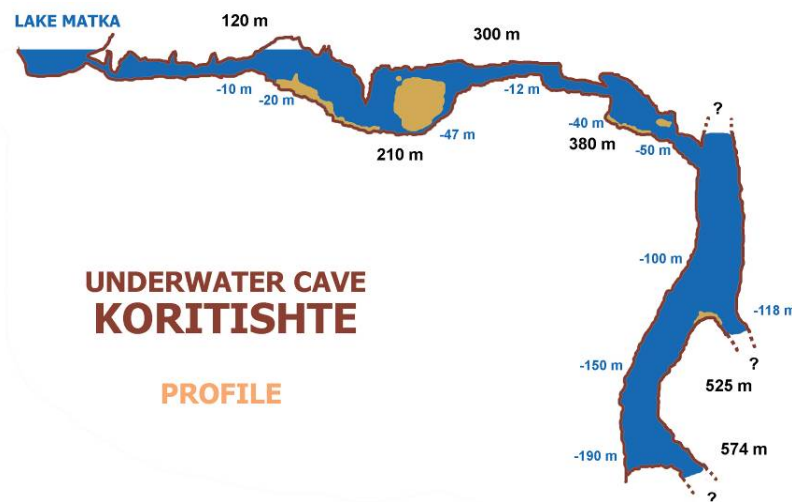 LAKE MATKA
120 m
300 m
-10 m
-20 m
-12 m
-47 m
210 m
-40 m
380 m
-50 m
?
UNDERWATER CAVE
KORITISHTE
PROFILE
-100 m
-118 m
?
-150 m
525 m
574 m
-190 m
?